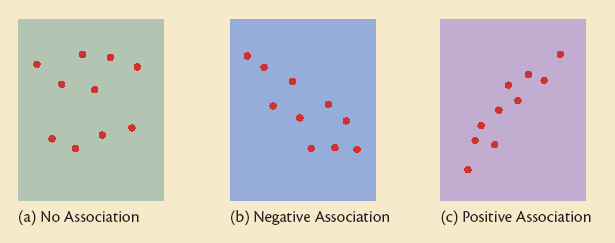 (a) No Association
(b) Negative Association
(c) Positive Association